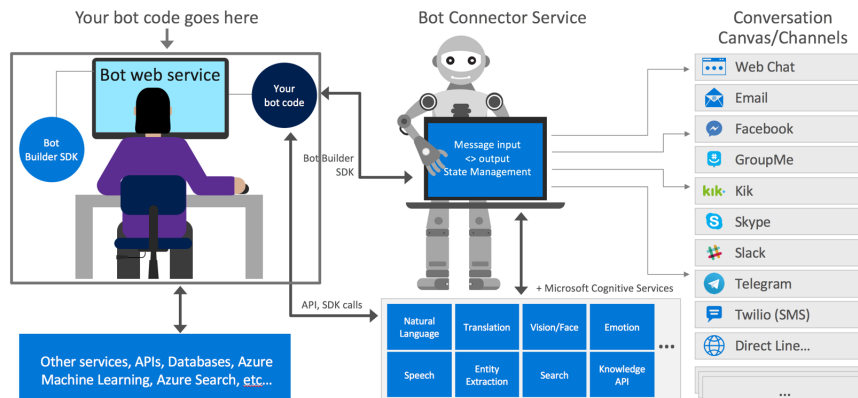 Your bot code goes here
Bot web service
Your
bot code
Bot
Builder SDK
Bot Builder
SDK
API, SDK calls
Other services, APIs, Databases, Azure
Machine Learning, Azure Search, etc...
Bot Connector Service
Message input
<> output
State Management
+ Microsoft Cognitive Services
Natural
Language
Translation
Vision/Face
Emotion
Speech
Entity
Extraction
Search
Knowledge
API
...
Conversation
Canvas/Channels
Web Chat
Email
Facebook
GroupMe
kik·
Kik
Skype
Slack
Telegram
Twilio (SMS)
Direct Line...
...